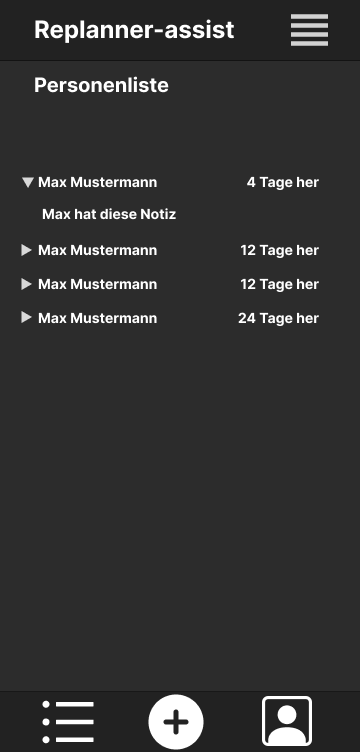 Replanner-assist
Personenliste
Max Mustermann 4 Tage her
Max hat diese Notiz
Max Mustermann 12 Tage her
Max Mustermann 12 Tage her
Max Mustermann 24 Tage her